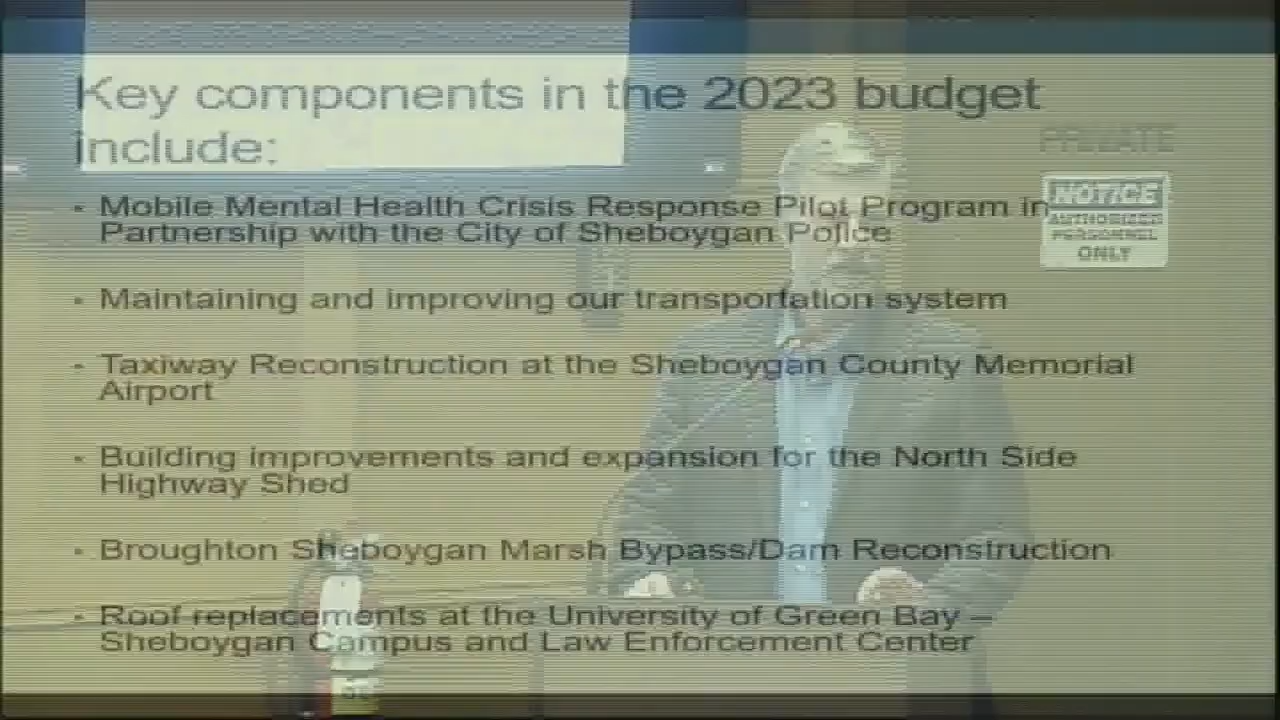 Key components in the 2023 budget
include:
- Mobile Mental Health Crisis Response Pilot Program in
Partnership with the City of Sheboygan Police
- Maintaining and improving our transportation system
- Taxiway Reconstruction at the Sheboygan County Memorial
Airport
- Building improvements and expansion for the North Side
Highway Shed
- Broughton Sheboygan Marsh Bypass/Dam Reconstruction
- Roof replacements at the University of Green Bay –
Sheboygan Campus and Law Enforcement Center
PRIVATE
NOTICE
AUTHORIZED
PERSONNEL
ONLY